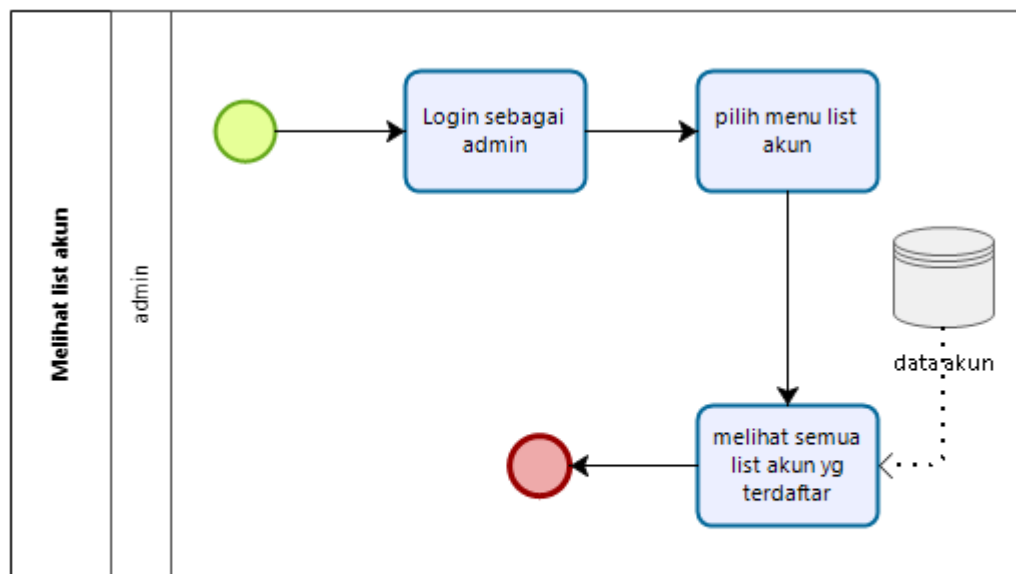 Melihat list akun
admin
Login sebagai
admin
pilih menu list
akun
data akun
melihat semua
list akun yg
terdaftar